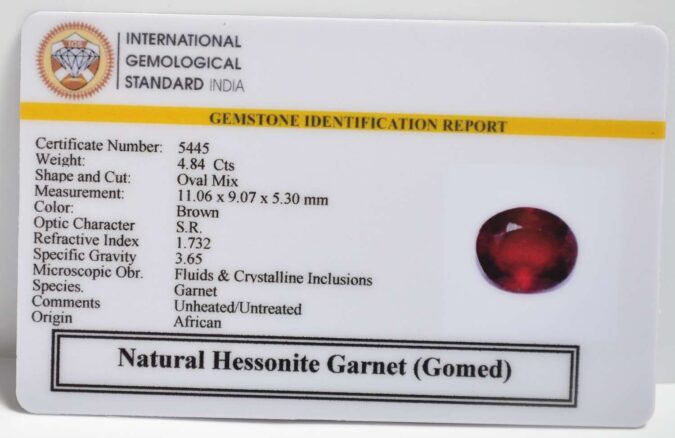 IGS
INTERNATIONAL
GEMOLOGICAL
STANDARD INDIA
GEMSTONE IDENTIFICATION REPORT
Certificate Number: 5445
Weight: 4.84 Cts
Shape and Cut: Oval Mix
Measurement: 11.06 x 9.07 x 5.30 mm
Color: Brown
Optic Character S.R.
Refractive Index 1.732
Specific Gravity 3.65
Microscopic Obr. Fluids & Crystalline Inclusions
Species. Garnet
Comments Unheated/Untreated
Origin African
Natural Hessonite Garnet (Gomed)